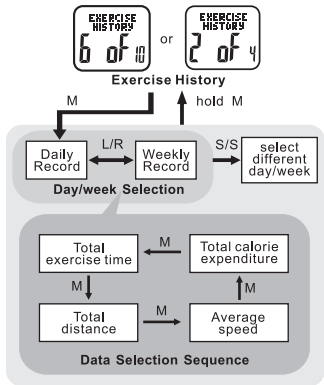 EXERCISE HISTORY
6 of 10
or
EXERCISE HISTORY
2 of 4
Exercise History
M
hold M
Daily Record
L/R
Weekly Record
S/S
select different day/week
Day/week Selection
Total exercise time
M
Total calorie expenditure
M
M
Total distance
M
Average speed
Data Selection Sequence